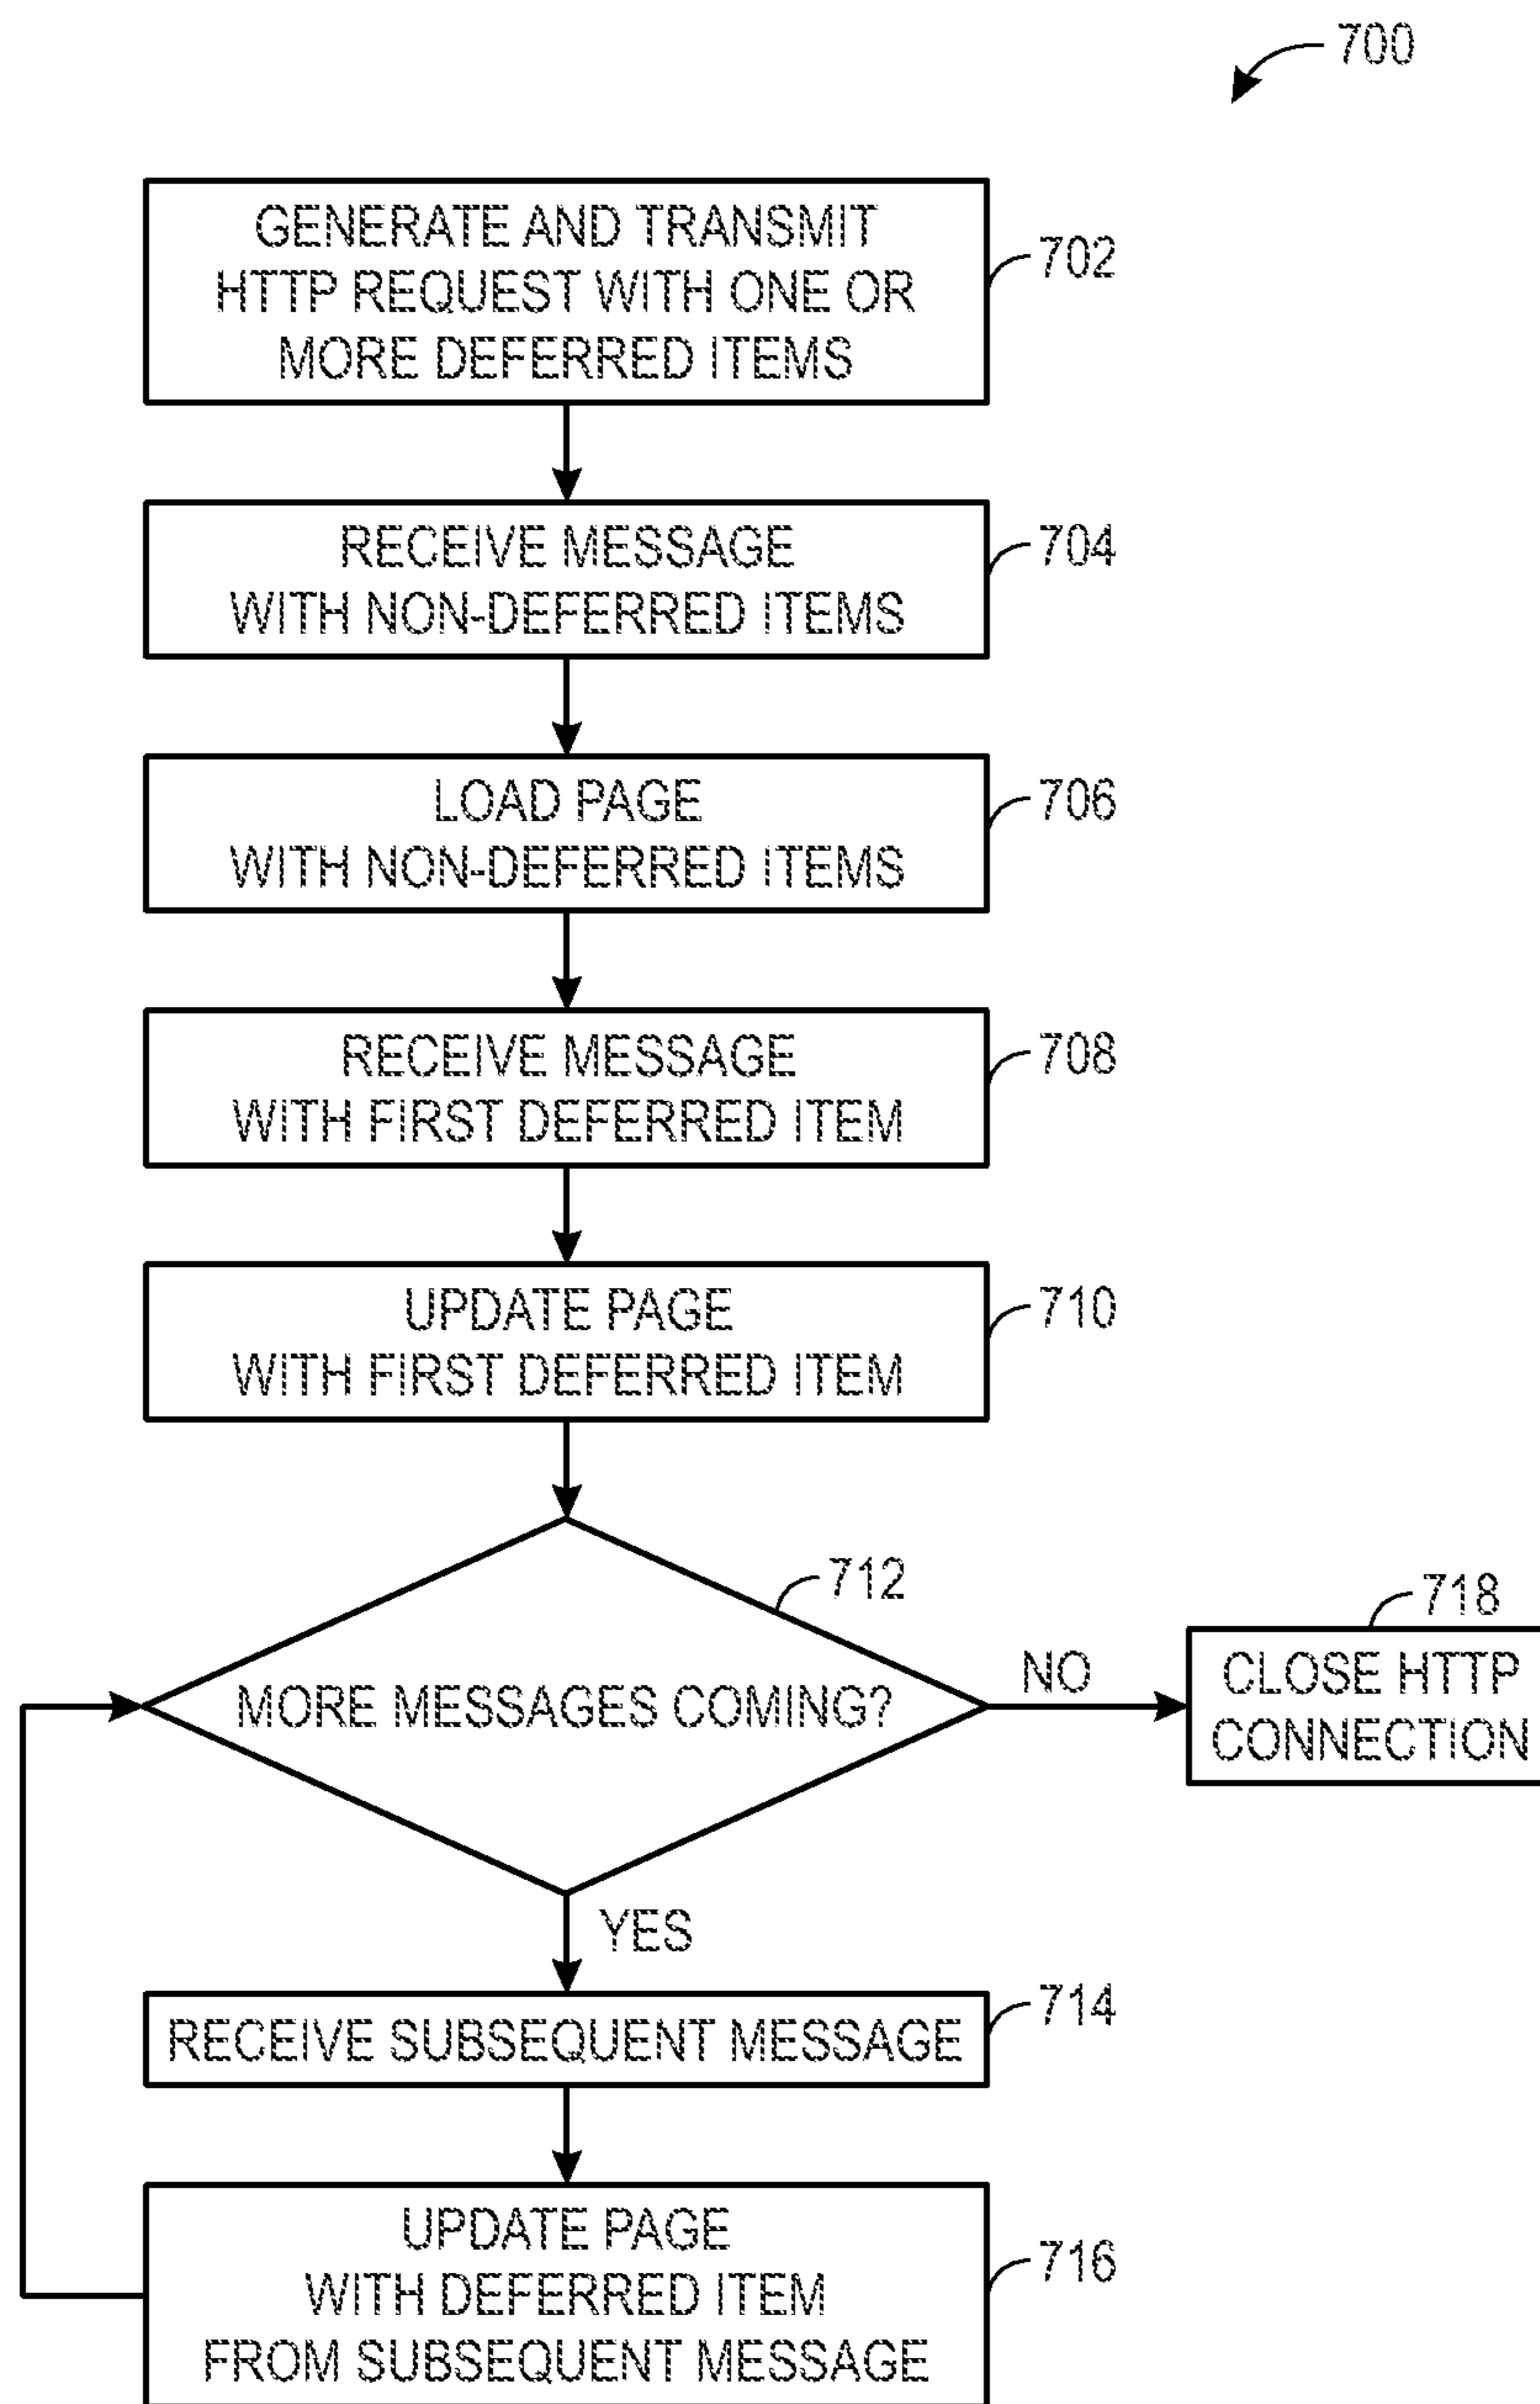 700
GENERATE AND TRANSMIT
HTTP REQUEST WITH ONE OR
MORE DEFERRED ITEMS
702
RECEIVE MESSAGE
WITH NON-DEFERRED ITEMS
704
LOAD PAGE
WITH NON-DEFERRED ITEMS
706
RECEIVE MESSAGE
WITH FIRST DEFERRED ITEM
708
UPDATE PAGE
WITH FIRST DEFERRED ITEM
710
712
MORE MESSAGES COMING?
NO
718
CLOSE HTTP
CONNECTION
YES
RECEIVE SUBSEQUENT MESSAGE
714
UPDATE PAGE
WITH DEFERRED ITEM
FROM SUBSEQUENT MESSAGE
716